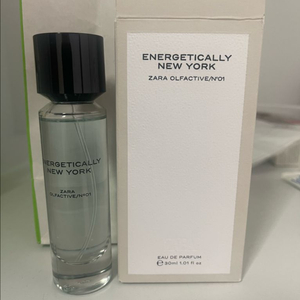 ENERGETICALLY
NEW YORK
ZARA
OLFACTIVE/Nº01
ENERGETICALLY
NEW YORK
ZARA OLFACTIVE/Nº01
EAU DE PARFUM
℮ 30ml 1.01 fl. oz